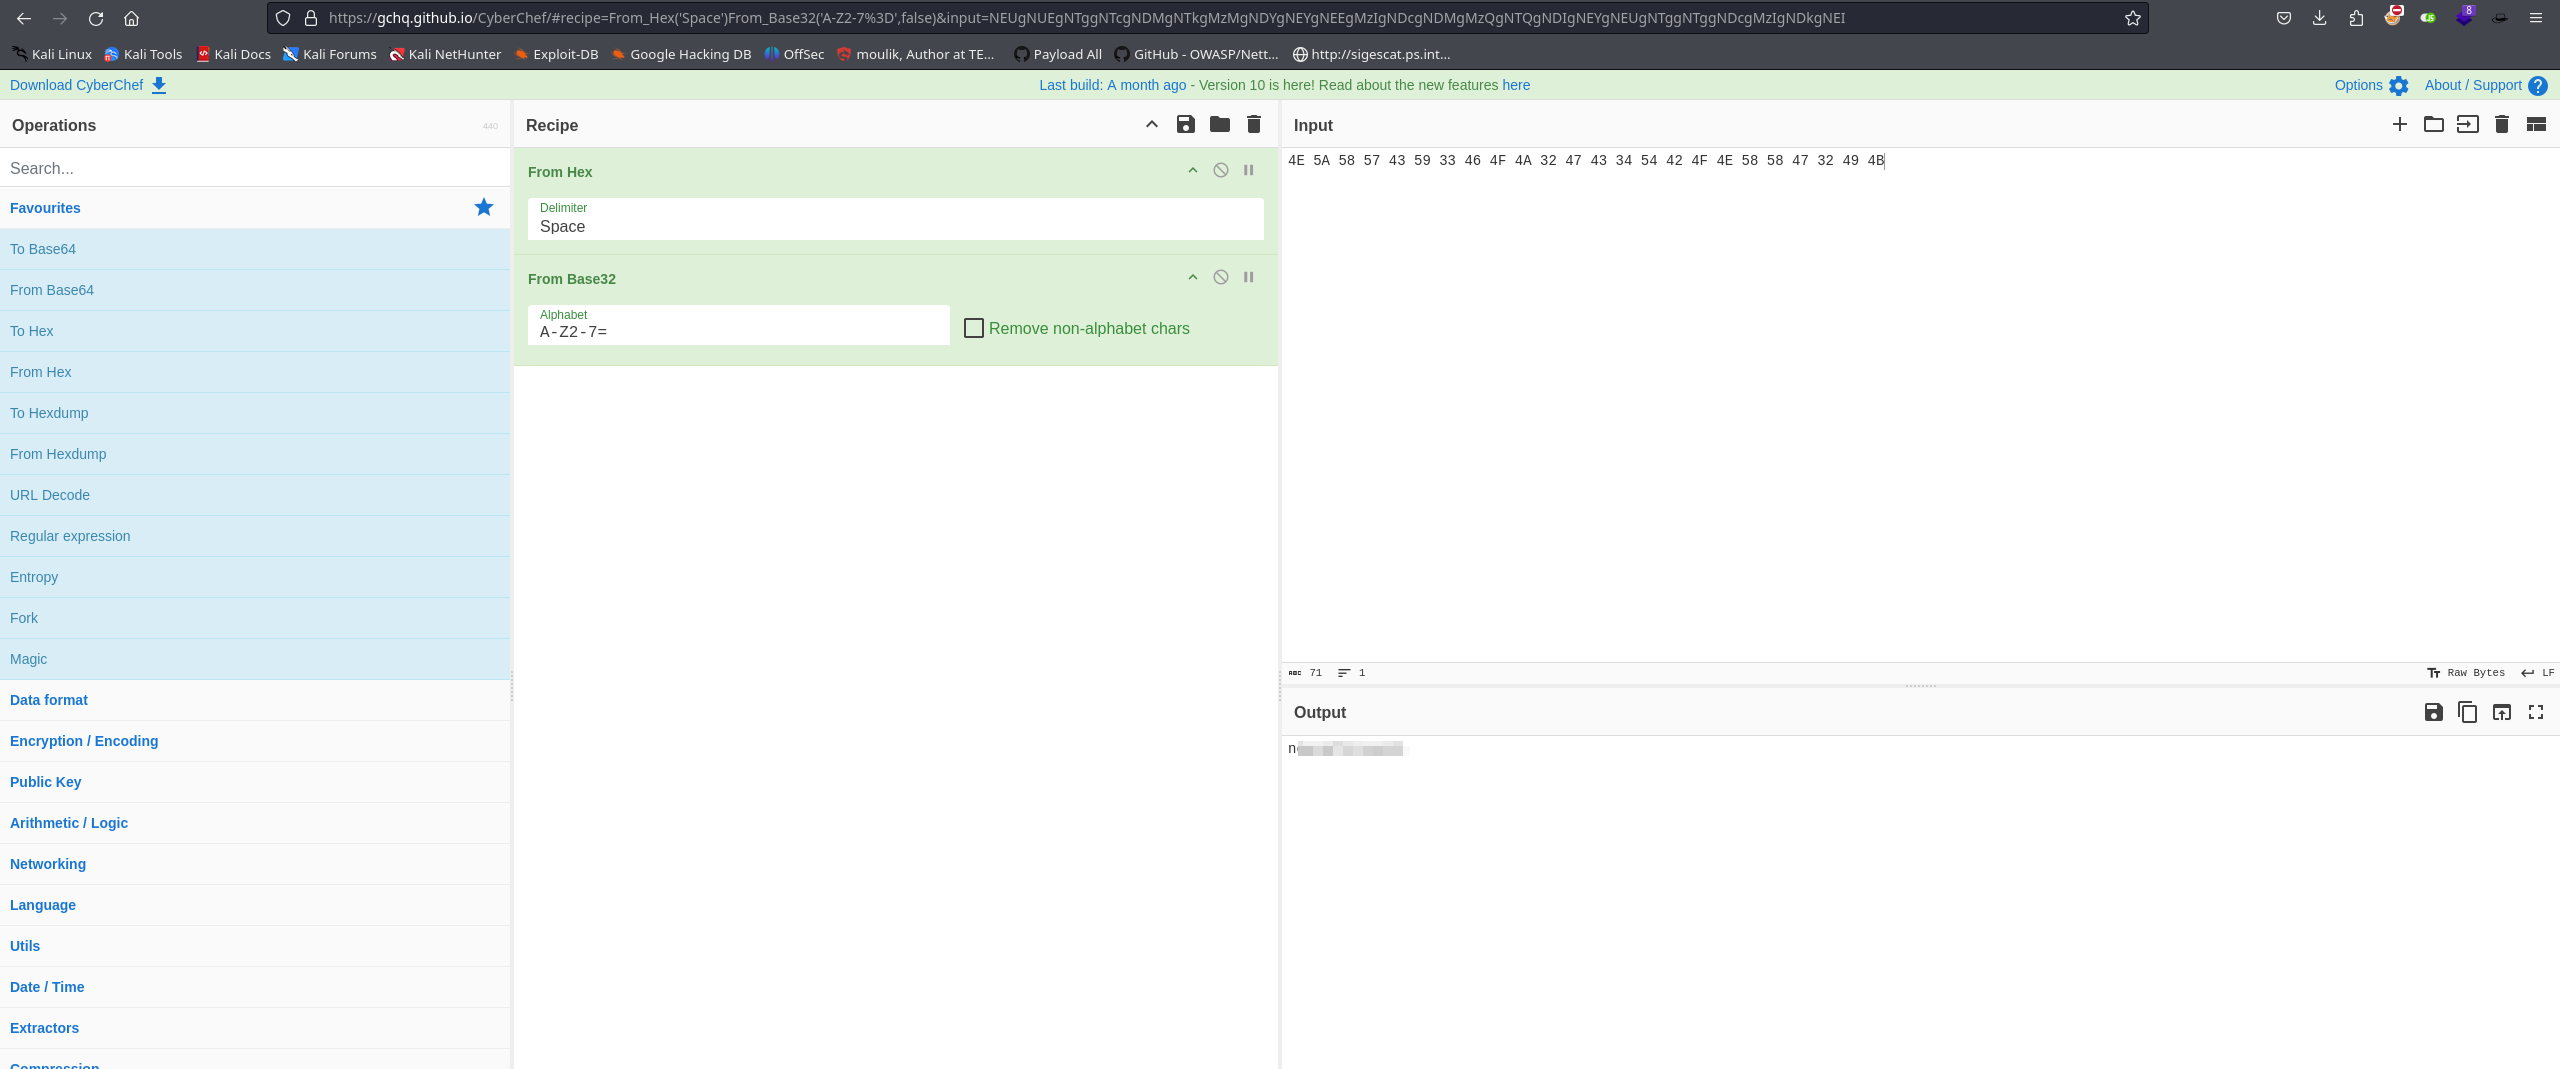 https://gchq.github.io/CyberChef/#recipe=From_Hex('Space')From_Base32('A-Z2-7%3D',false)&input=NEUgNUEgNTggNTcgNDMgNTkgMzMgNDYgNEYgNEEgMzIgNDcgNDMgMzQgNTQgNDIgNEYgNEUgNTggNTggNDcgMzIgNDkgNEI
8
Kali Linux
Kali Tools
Kali Docs
Kali Forums
Kali NetHunter
Exploit-DB
Google Hacking DB
OffSec
moulik, Author at TE...
Payload All
GitHub - OWASP/Nett...
http://sigescat.ps.int...
Download CyberChef
Last build: A month ago - Version 10 is here! Read about the new features here
Options
About / Support
Operations
440
Search...
Favourites
To Base64
From Base64
To Hex
From Hex
To Hexdump
From Hexdump
URL Decode
Regular expression
Entropy
Fork
Magic
Data format
Encryption / Encoding
Public Key
Arithmetic / Logic
Networking
Language
Utils
Date / Time
Extractors
Compression
Recipe
From Hex
Delimiter
Space
From Base32
Alphabet
A-Z2-7=
Remove non-alphabet chars
Input
4E 5A 58 57 43 59 33 46 4F 4A 32 47 43 34 54 42 4F 4E 58 58 47 32 49 4B
ABC 71
1
Raw Bytes
LF
Output